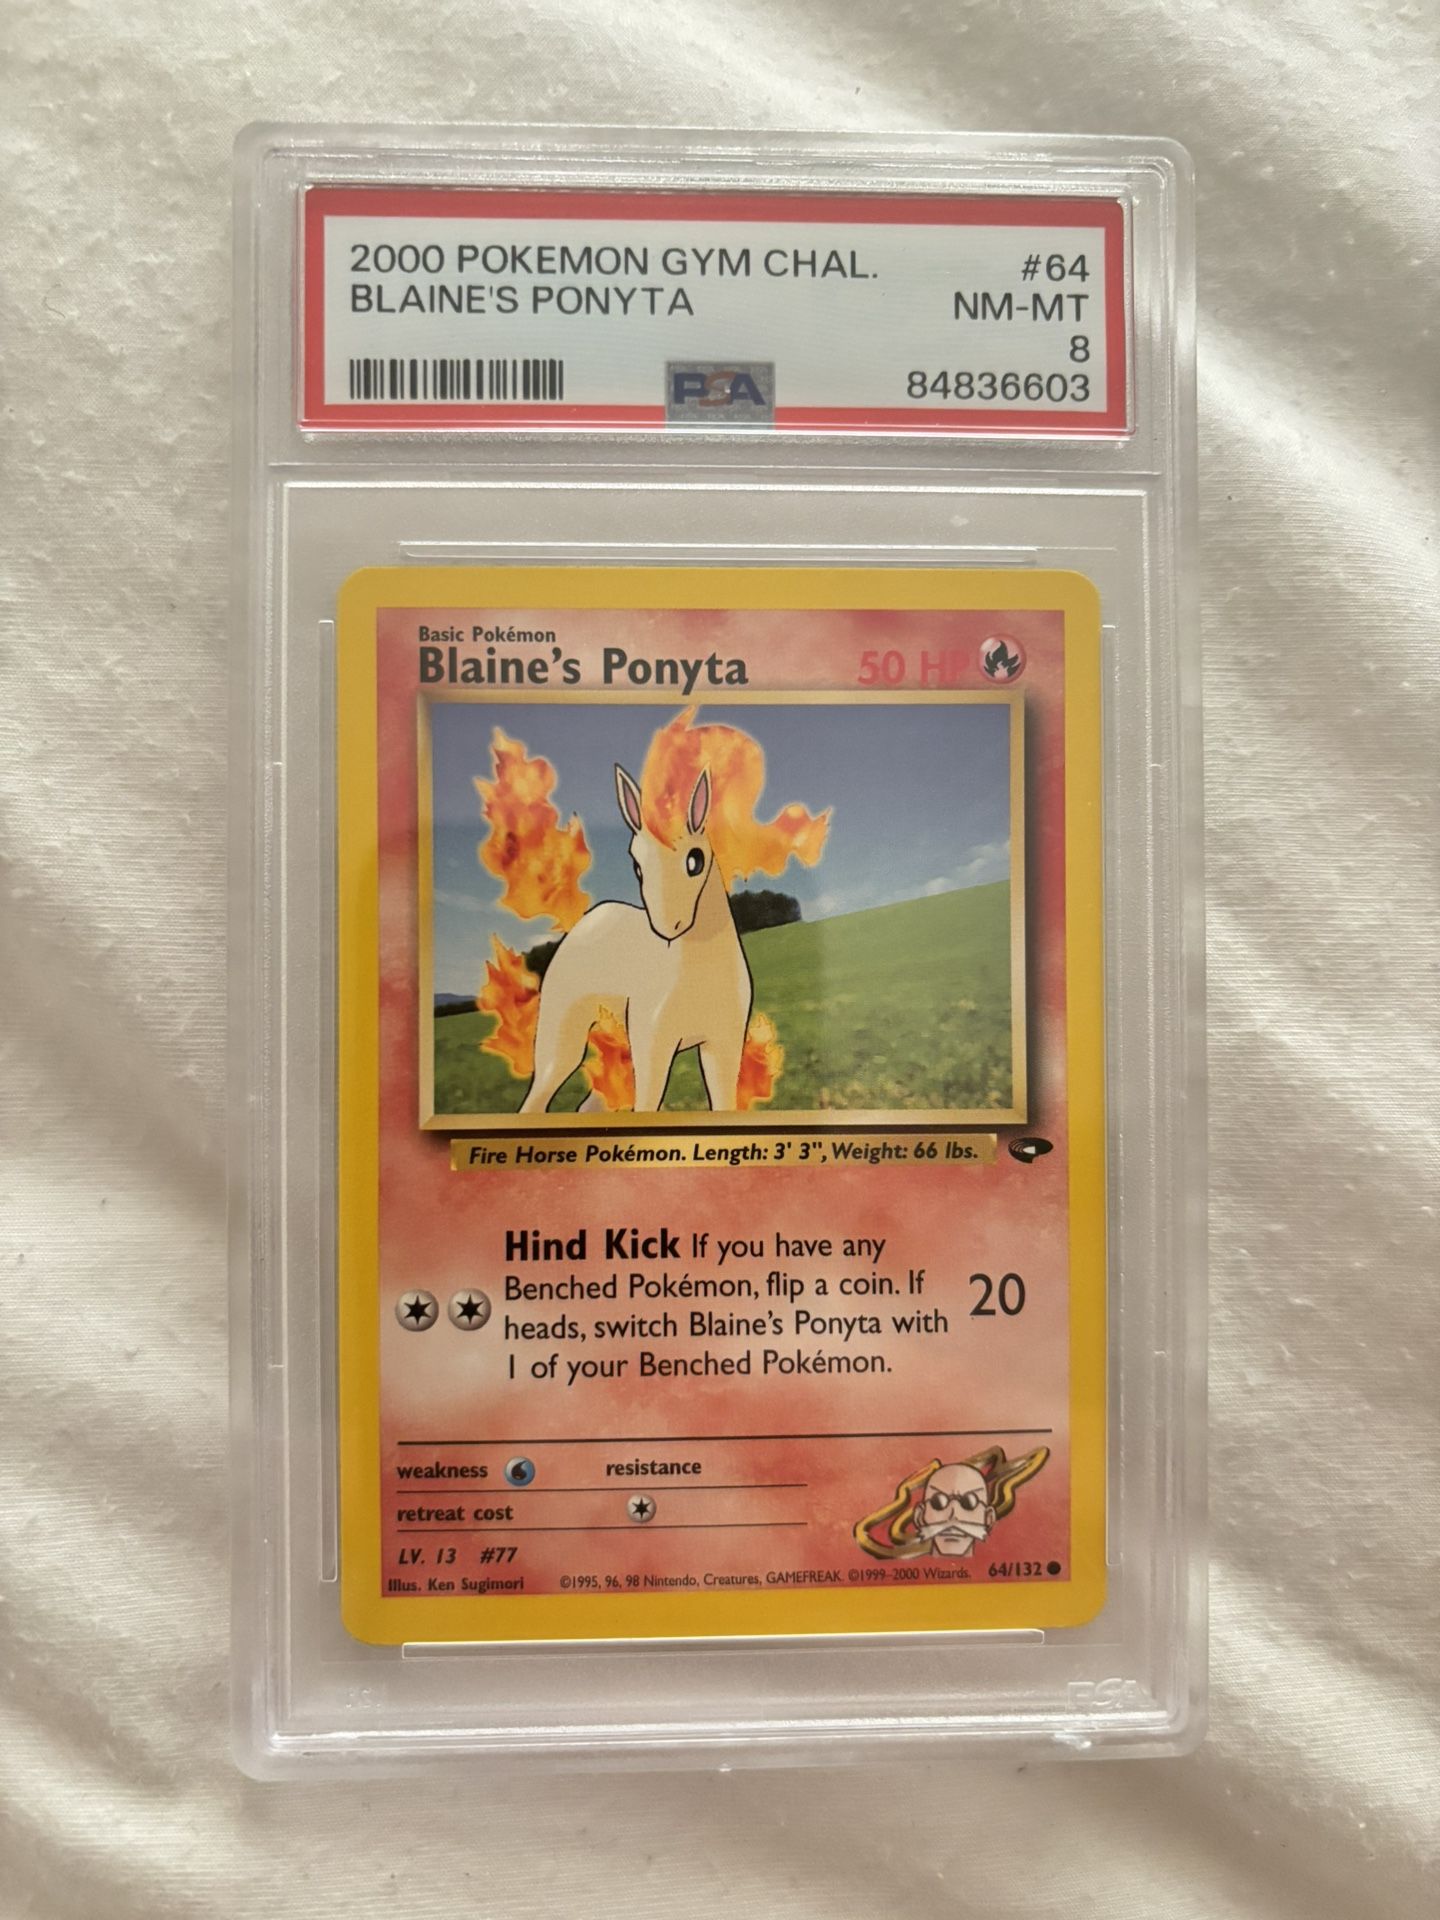 2000 POKEMON GYM CHAL. #64
BLAINE'S PONYTA NM-MT
8
PSA 84836603
Basic Pokémon
Blaine's Ponyta 50 HP
Fire Horse Pokémon. Length: 3' 3", Weight: 66 lbs.
Hind Kick If you have any
Benched Pokémon, flip a coin. If
heads, switch Blaine's Ponyta with
1 of your Benched Pokémon.
20
weakness resistance
retreat cost
LV. 13 #77
Illus. Ken Sugimori ©1995, 96, 98 Nintendo, Creatures, GAMEFREAK. ©1999-2000 Wizards. 64/132
PSA